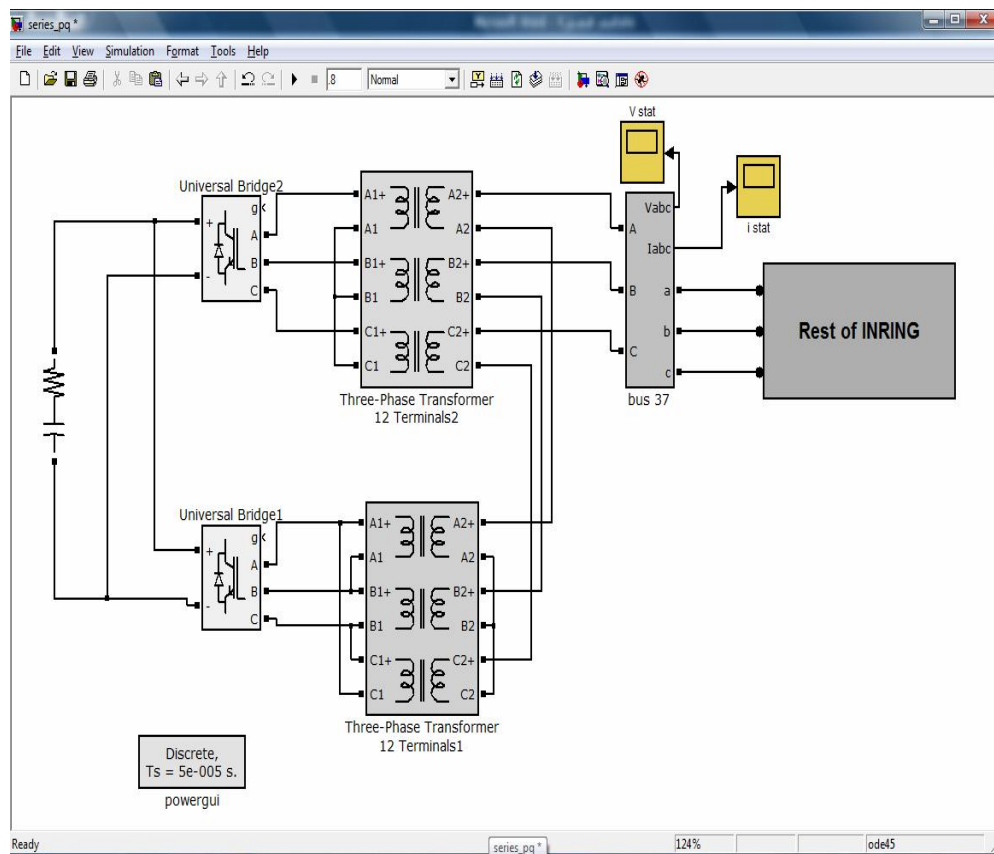 series_pq *
File Edit View Simulation Format Tools Help
.8 Normal
V stat
i stat
Universal Bridge2
g
+
A
B
-
C
A1+ A2+
A1 A2
B1+ B2+
B1 B2
C1+ C2+
C1 C2
Three-Phase Transformer
12 Terminals2
Vabc
A
Iabc
B a
b
C
c
bus 37
Rest of INRING
Universal Bridge1
g
+
A
B
-
C
A1+ A2+
A1 A2
B1+ B2+
B1 B2
C1+ C2+
C1 C2
Three-Phase Transformer
12 Terminals1
Discrete,
Ts = 5e-005 s.
powergui
Ready 124% ode45
series_pq *